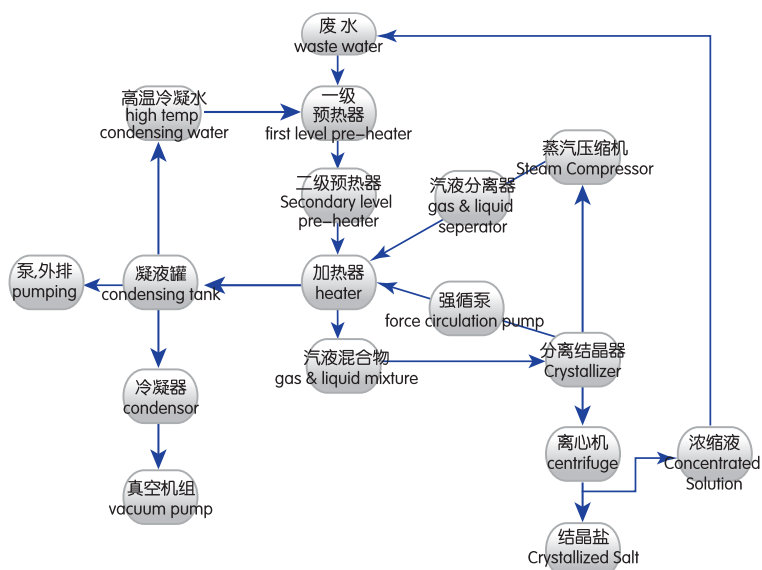 废 水
waste water
高温冷凝水
high temp
condensing water
一级
预热器
first level pre-heater
蒸汽压缩机
Steam Compressor
二级预热器
Secondary level
pre-heater
汽液分离器
gas & liquid
seperator
泵,外排
pumping
凝液罐
condensing tank
加热器
heater
强循泵
force circulation pump
汽液混合物
gas & liquid mixture
分离结晶器
Crystallizer
冷凝器
condensor
离心机
centrifuge
浓缩液
Concentrated
Solution
真空机组
vacuum pump
结晶盐
Crystallized Salt